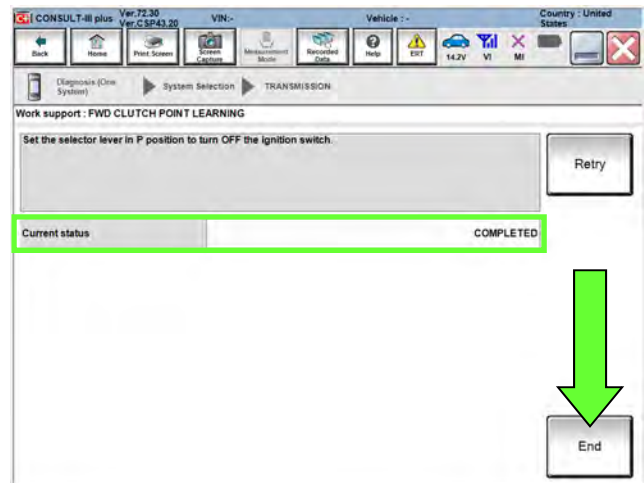 CONSULT-III plus Ver.72.30 Ver.CSP43.20 VIN:- Vehicle : - Country : United States
Back Home Print Screen Screen Capture Measurement Mode Recorded Data Help ERT 14.2V VI MI
Diagnosis (One System) System Selection TRANSMISSION
Work support : FWD CLUTCH POINT LEARNING
Set the selector lever in P position to turn OFF the ignition switch.
Retry
Current status COMPLETED
End